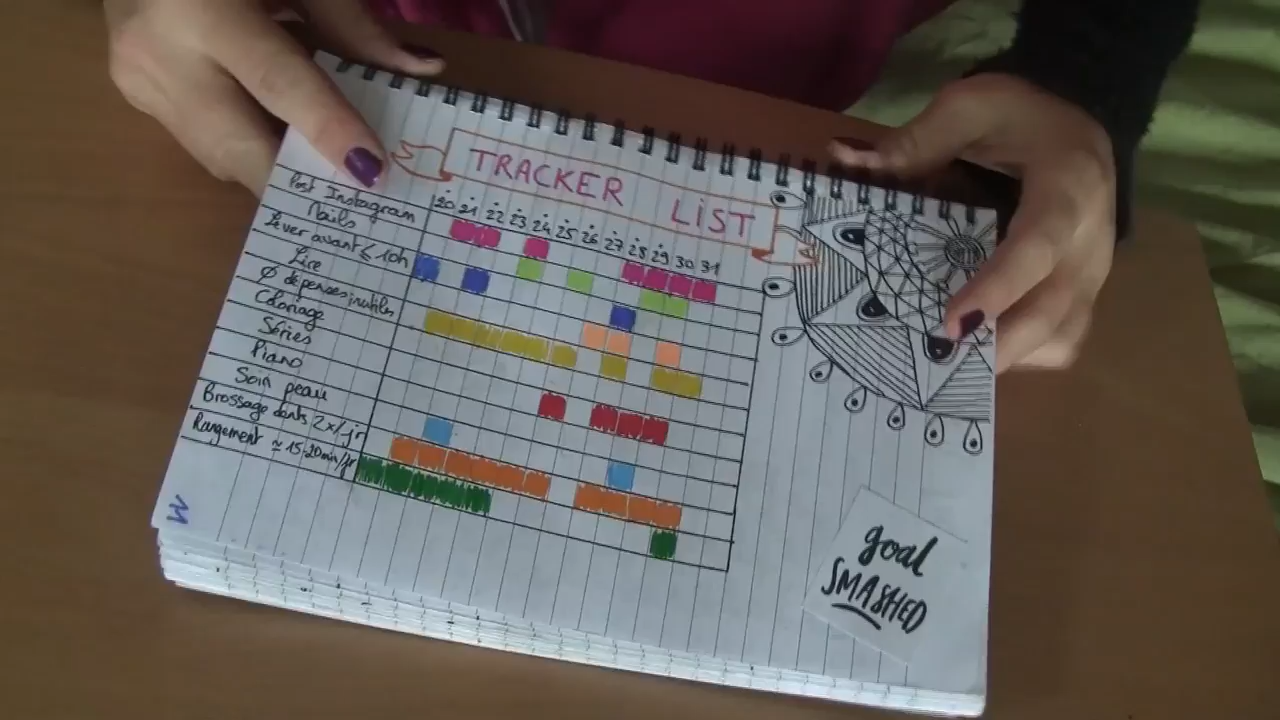 TRACKER LIST
20 21 22 23 24 25 26 27 28 29 30 31
Post Instagram
Nails
Lever avant ≤ 10h
Lire
Ø dépenses inutiles
Coloriage
Séries
Piano
Soin peau
Brossage dents 2x/jr
Rangement ≃ 15-20min/jr
goal
SMASHED